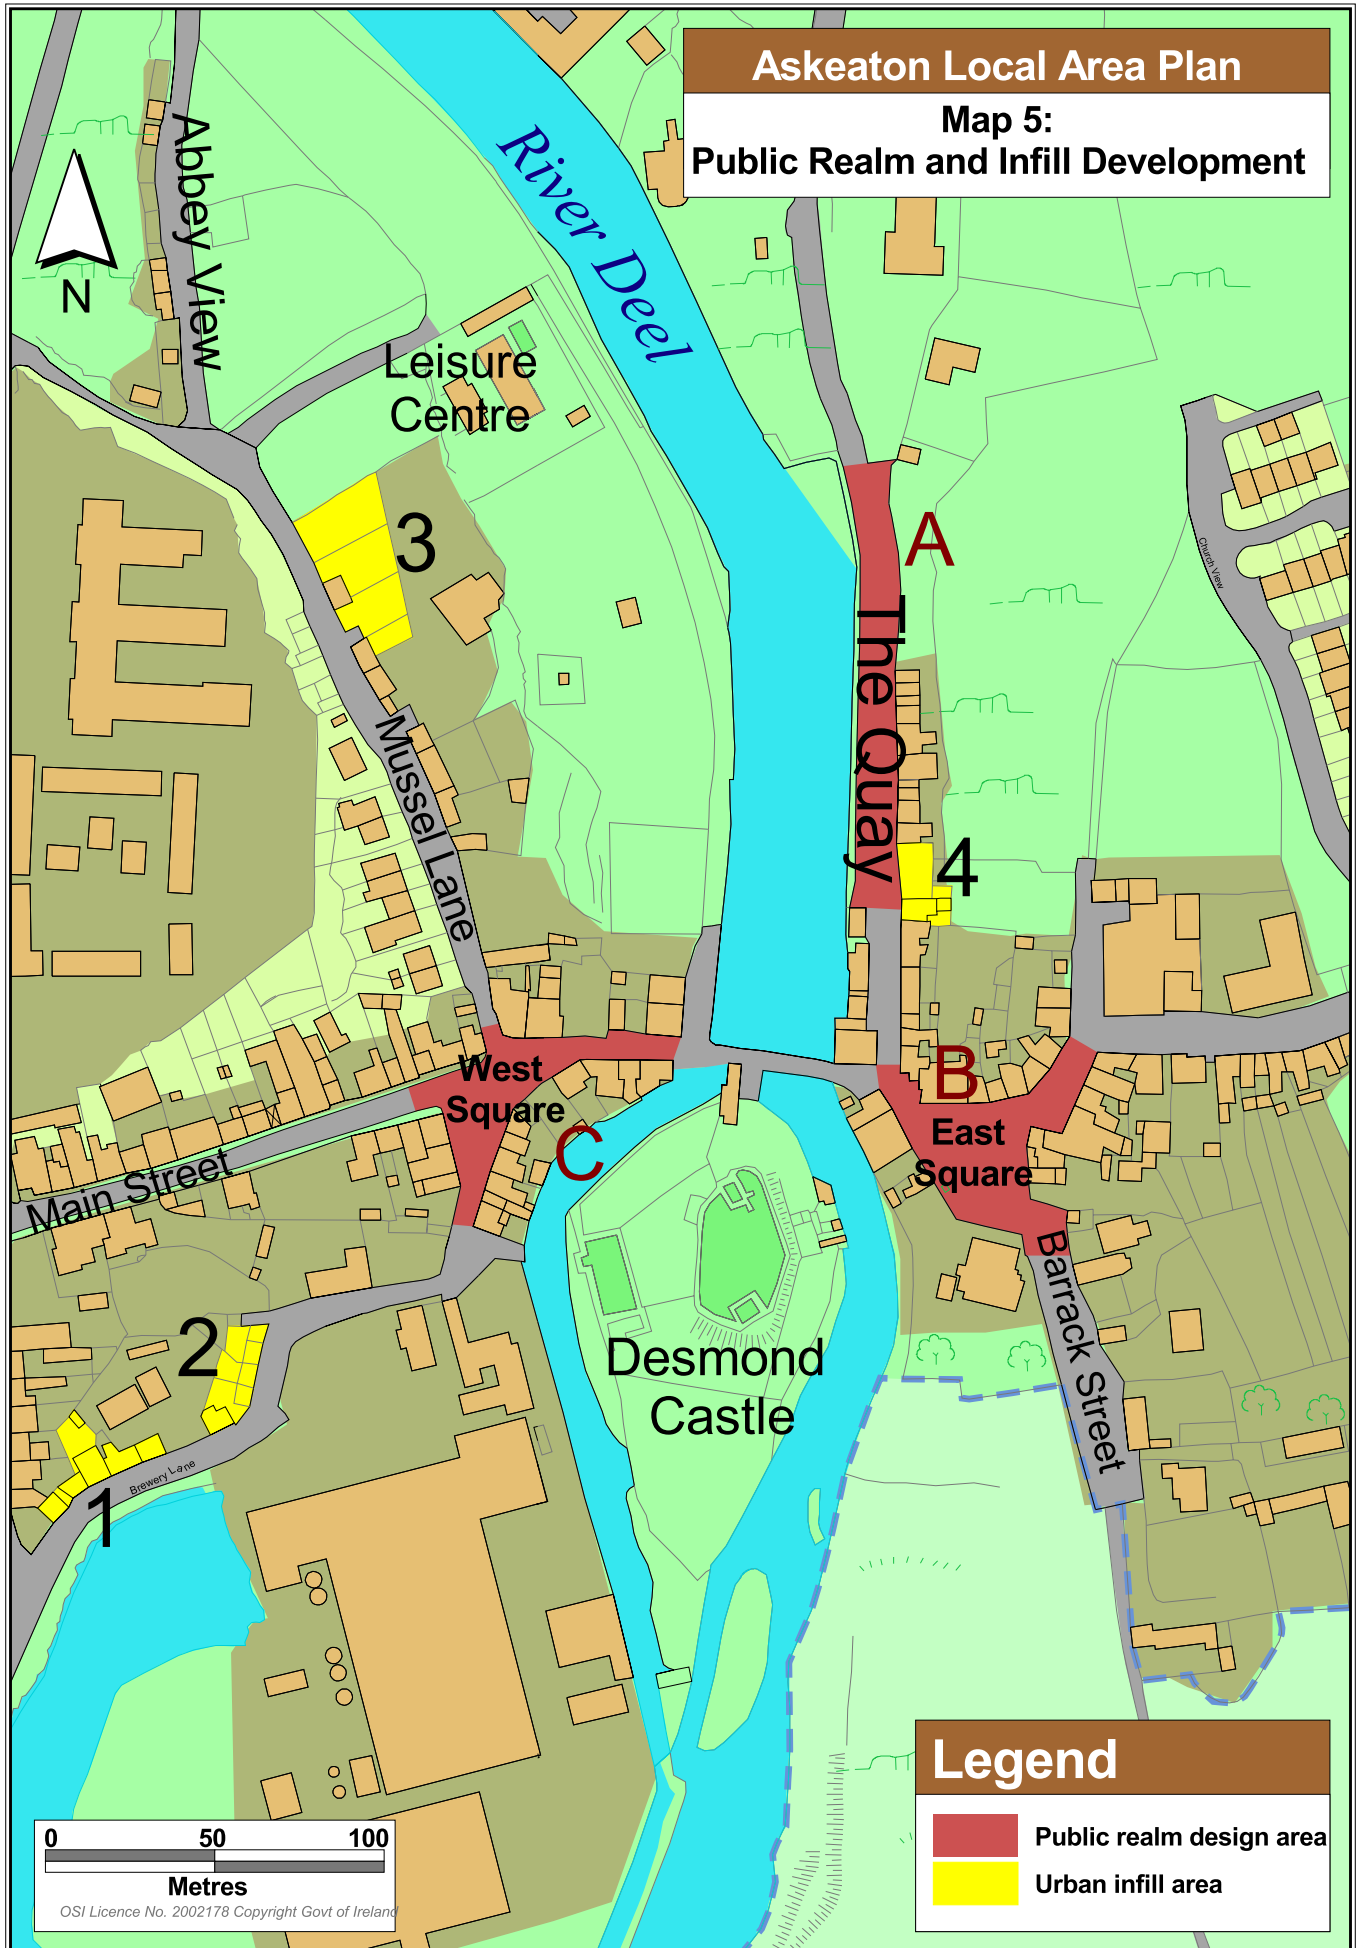 Askeaton Local Area Plan
Map 5:
Public Realm and Infill Development
N
Abbey View
River Deel
Leisure
Centre
3
A
Church View
The Quay
Mussel Lane
4
West
Square
B
East
Square
C
Main Street
Barrack Street
2
Desmond
Castle
Brewery Lane
1
Legend
Public realm design area
Urban infill area
0 50 100
Metres
OSI Licence No. 2002178 Copyright Govt of Ireland